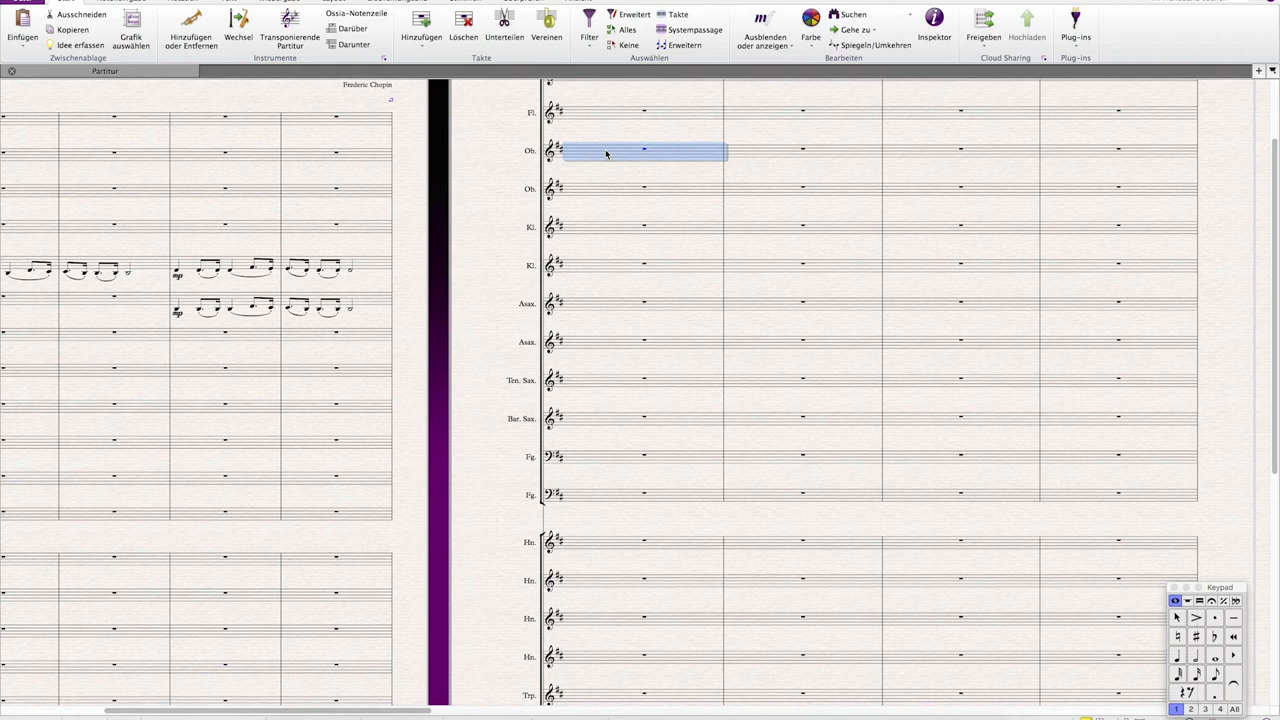 Ausschneiden
Kopieren
Idee erfassen
Einfügen
Zwischenablage
Grafik
auswählen
Hinzufügen
oder Entfernen
Wechsel
Transponierende
Partitur
Ossia-Notenzeile
Darüber
Darunter
Instrumente
Hinzufügen
Löschen
Unterteilen
Vereinen
Takte
Filter
Erweitert
Alles
Keine
Takte
Systempassage
Erweitern
Auswählen
Ausblenden
oder anzeigen
Farbe
Suchen
Gehe zu
Spiegeln/Umkehren
Inspektor
Bearbeiten
Freigeben
Hochladen
Cloud Sharing
Plug-ins
Plug-ins
Partitur
Frederic Chopin
mp
mp
Fl.
Ob.
Ob.
Kl.
Kl.
Asax.
Asax.
Ten. Sax.
Bar. Sax.
Fg.
Fg.
Hn.
Hn.
Hn.
Hn.
Trp.
Keypad
1 2 3 4 All